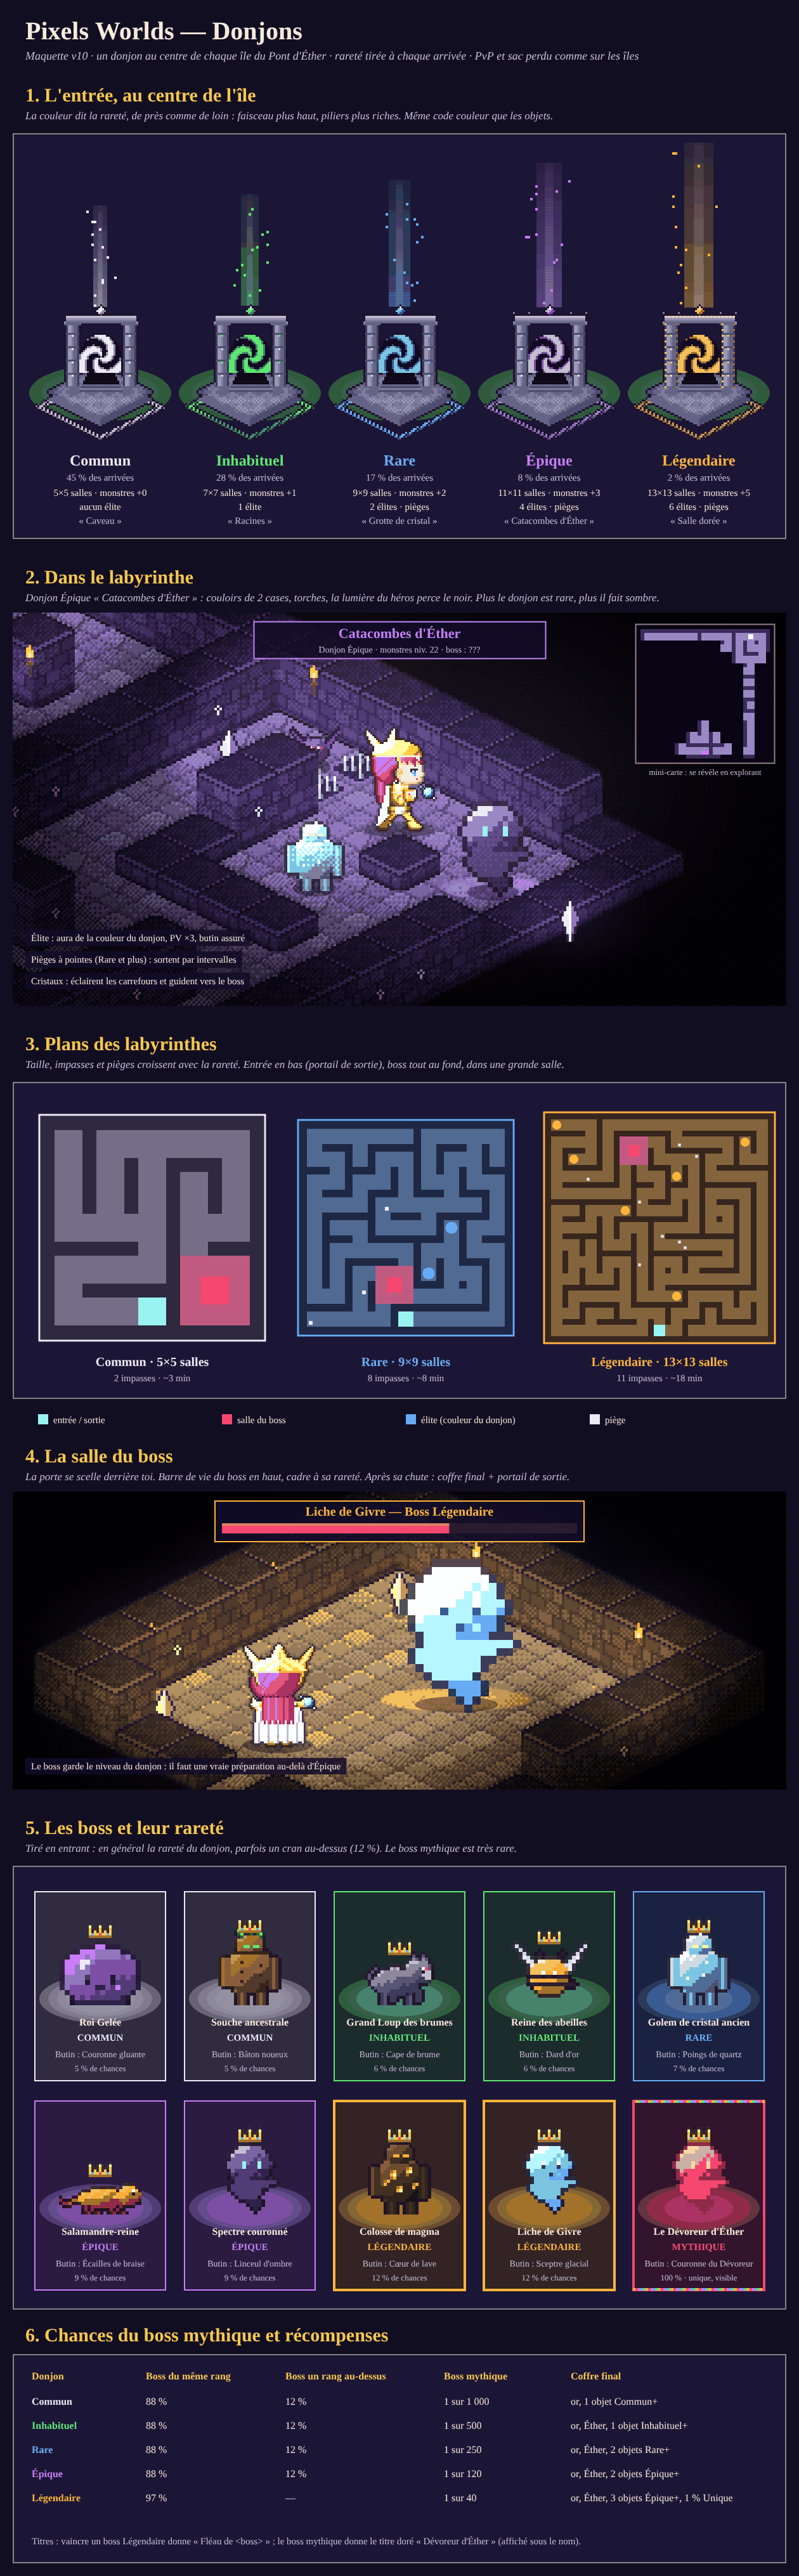 Pixels Worlds — Donjons
Maquette v10 · un donjon au centre de chaque île du Pont d'Éther · rareté tirée à chaque arrivée · PvP et sac perdu comme sur les îles
1. L'entrée, au centre de l'île
La couleur dit la rareté, de près comme de loin : faisceau plus haut, piliers plus riches. Même code couleur que les objets.
Commun
45 % des arrivées
5×5 salles · monstres +0
aucun élite
« Caveau »
Inhabituel
28 % des arrivées
7×7 salles · monstres +1
1 élite
« Racines »
Rare
17 % des arrivées
9×9 salles · monstres +2
2 élites · pièges
« Grotte de cristal »
Épique
8 % des arrivées
11×11 salles · monstres +3
4 élites · pièges
« Catacombes d'Éther »
Légendaire
2 % des arrivées
13×13 salles · monstres +5
6 élites · pièges
« Salle dorée »
2. Dans le labyrinthe
Donjon Épique « Catacombes d'Éther » : couloirs de 2 cases, torches, la lumière du héros perce le noir. Plus le donjon est rare, plus il fait sombre.
Catacombes d'Éther
Donjon Épique · monstres niv. 22 · boss : ???
mini-carte : se révèle en explorant
Élite : aura de la couleur du donjon, PV ×3, butin assuré
Pièges à pointes (Rare et plus) : sortent par intervalles
Cristaux : éclairent les carrefours et guident vers le boss
3. Plans des labyrinthes
Taille, impasses et pièges croissent avec la rareté. Entrée en bas (portail de sortie), boss tout au fond, dans une grande salle.
Commun · 5×5 salles
2 impasses · ~3 min
Rare · 9×9 salles
8 impasses · ~8 min
Légendaire · 13×13 salles
11 impasses · ~18 min
entrée / sortie
salle du boss
élite (couleur du donjon)
piège
4. La salle du boss
La porte se scelle derrière toi. Barre de vie du boss en haut, cadre à sa rareté. Après sa chute : coffre final + portail de sortie.
Liche de Givre — Boss Légendaire
Le boss garde le niveau du donjon : il faut une vraie préparation au-delà d'Épique
5. Les boss et leur rareté
Tiré en entrant : en général la rareté du donjon, parfois un cran au-dessus (12 %). Le boss mythique est très rare.
Roi Gelée
COMMUN
Butin : Couronne gluante
5 % de chances
Souche ancestrale
COMMUN
Butin : Bâton noueux
5 % de chances
Grand Loup des brumes
INHABITUEL
Butin : Cape de brume
6 % de chances
Reine des abeilles
INHABITUEL
Butin : Dard d'or
6 % de chances
Golem de cristal ancien
RARE
Butin : Poings de quartz
7 % de chances
Salamandre-reine
ÉPIQUE
Butin : Écailles de braise
9 % de chances
Spectre couronné
ÉPIQUE
Butin : Linceul d'ombre
9 % de chances
Colosse de magma
LÉGENDAIRE
Butin : Cœur de lave
12 % de chances
Liche de Givre
LÉGENDAIRE
Butin : Sceptre glacial
12 % de chances
Le Dévoreur d'Éther
MYTHIQUE
Butin : Couronne du Dévoreur
100 % · unique, visible
6. Chances du boss mythique et récompenses
Donjon Boss du même rang Boss un rang au-dessus Boss mythique Coffre final
Commun 88 % 12 % 1 sur 1 000 or, 1 objet Commun+
Inhabituel 88 % 12 % 1 sur 500 or, Éther, 1 objet Inhabituel+
Rare 88 % 12 % 1 sur 250 or, Éther, 2 objets Rare+
Épique 88 % 12 % 1 sur 120 or, Éther, 2 objets Épique+
Légendaire 97 % — 1 sur 40 or, Éther, 3 objets Épique+, 1 % Unique
Titres : vaincre un boss Légendaire donne « Fléau de <boss> » ; le boss mythique donne le titre doré « Dévoreur d'Éther » (affiché sous le nom).